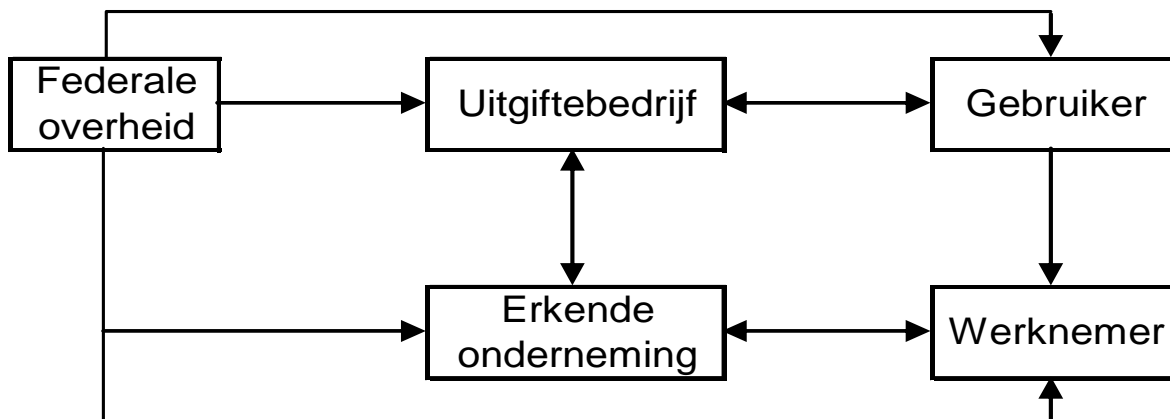 Federale
overheid
Uitgiftebedrijf
Gebruiker
Erkende
onderneming
Werknemer